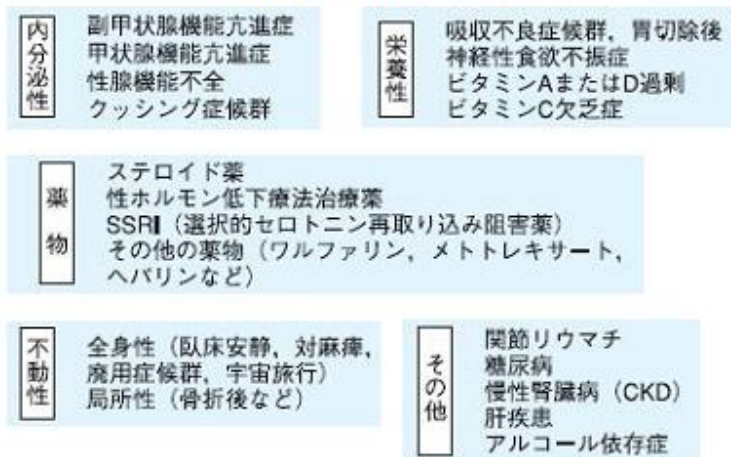 内分泌性
副甲状腺機能亢進症
甲状腺機能亢進症
性腺機能不全
クッシング症候群
栄養性
吸収不良症候群，胃切除後
神経性食欲不振症
ビタミンAまたはD過剰
ビタミンC欠乏症
薬物
ステロイド薬
性ホルモン低下療法治療薬
SSRI（選択的セロトニン再取り込み阻害薬）
その他の薬物（ワルファリン，メトトレキサート，
ヘパリンなど）
不動性
全身性（臥床安静，対麻痺，
廃用症候群，宇宙旅行）
局所性（骨折後など）
その他
関節リウマチ
糖尿病
慢性腎臓病（CKD）
肝疾患
アルコール依存症